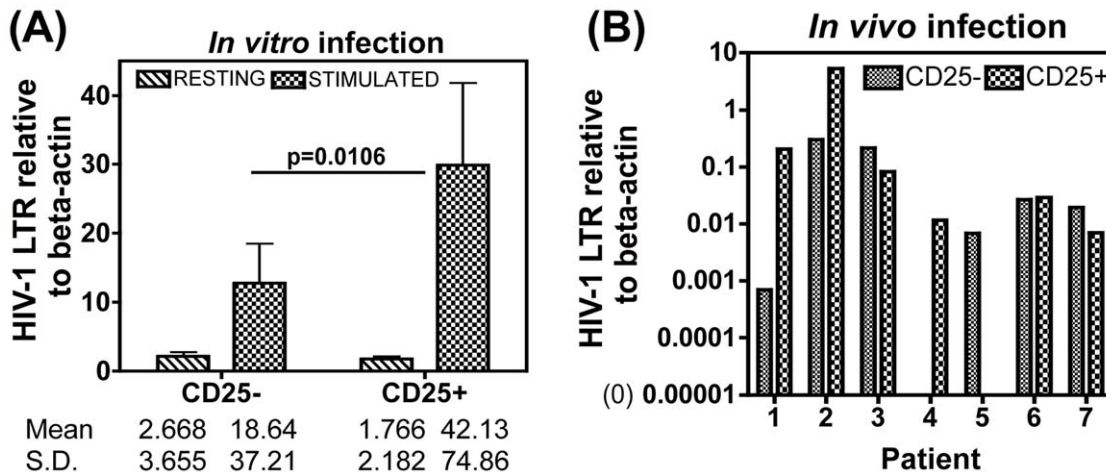 (A)
In vitro infection
RESTING STIMULATED
HIV-1 LTR relative
to beta-actin
40
30
20
10
0
p=0.0106
CD25- CD25+
Mean 2.668 18.64 1.766 42.13
S.D. 3.655 37.21 2.182 74.86
(B)
In vivo infection
CD25- CD25+
HIV-1 LTR relative
to beta-actin
10
1
0.1
0.01
0.001
0.0001
(0) 0.00001
1 2 3 4 5 6 7
Patient